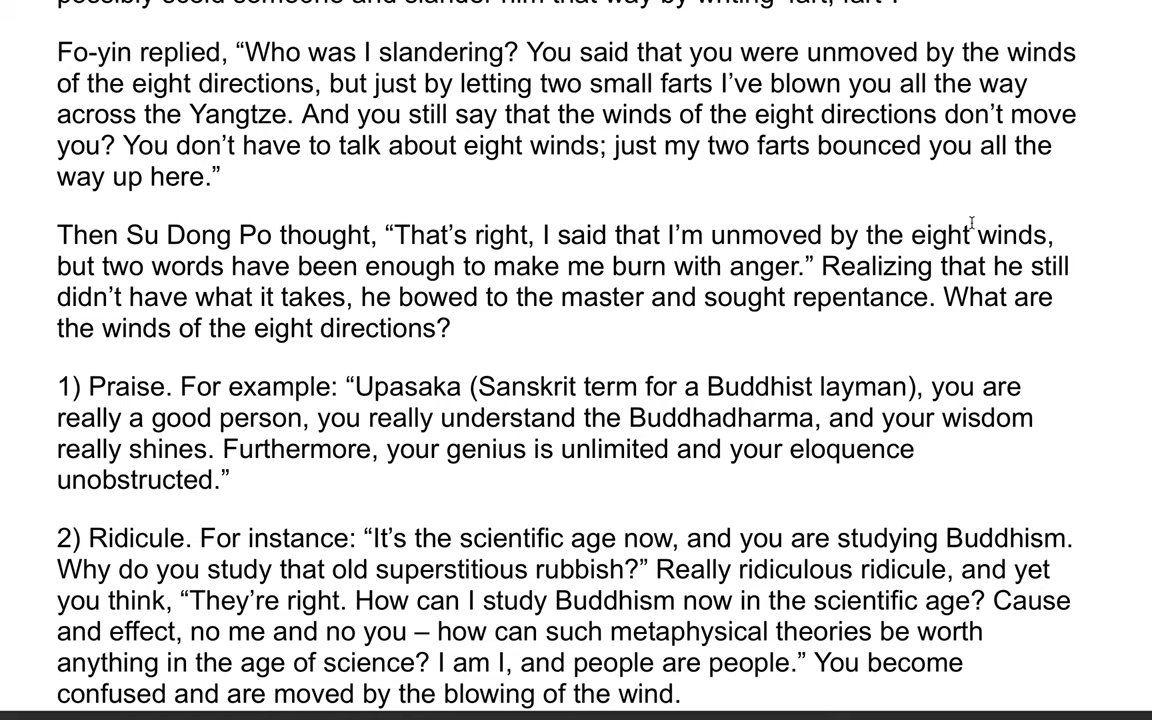 possibly scold someone and slander him that way by writing 'fart, fart'?
Fo-yin replied, “Who was I slandering? You said that you were unmoved by the winds
of the eight directions, but just by letting two small farts I’ve blown you all the way
across the Yangtze. And you still say that the winds of the eight directions don’t move
you? You don’t have to talk about eight winds; just my two farts bounced you all the
way up here.”
Then Su Dong Po thought, “That’s right, I said that I’m unmoved by the eight winds,
but two words have been enough to make me burn with anger.” Realizing that he still
didn’t have what it takes, he bowed to the master and sought repentance. What are
the winds of the eight directions?
1) Praise. For example: “Upasaka (Sanskrit term for a Buddhist layman), you are
really a good person, you really understand the Buddhadharma, and your wisdom
really shines. Furthermore, your genius is unlimited and your eloquence
unobstructed.”
2) Ridicule. For instance: “It’s the scientific age now, and you are studying Buddhism.
Why do you study that old superstitious rubbish?” Really ridiculous ridicule, and yet
you think, “They’re right. How can I study Buddhism now in the scientific age? Cause
and effect, no me and no you – how can such metaphysical theories be worth
anything in the age of science? I am I, and people are people.” You become
confused and are moved by the blowing of the wind.